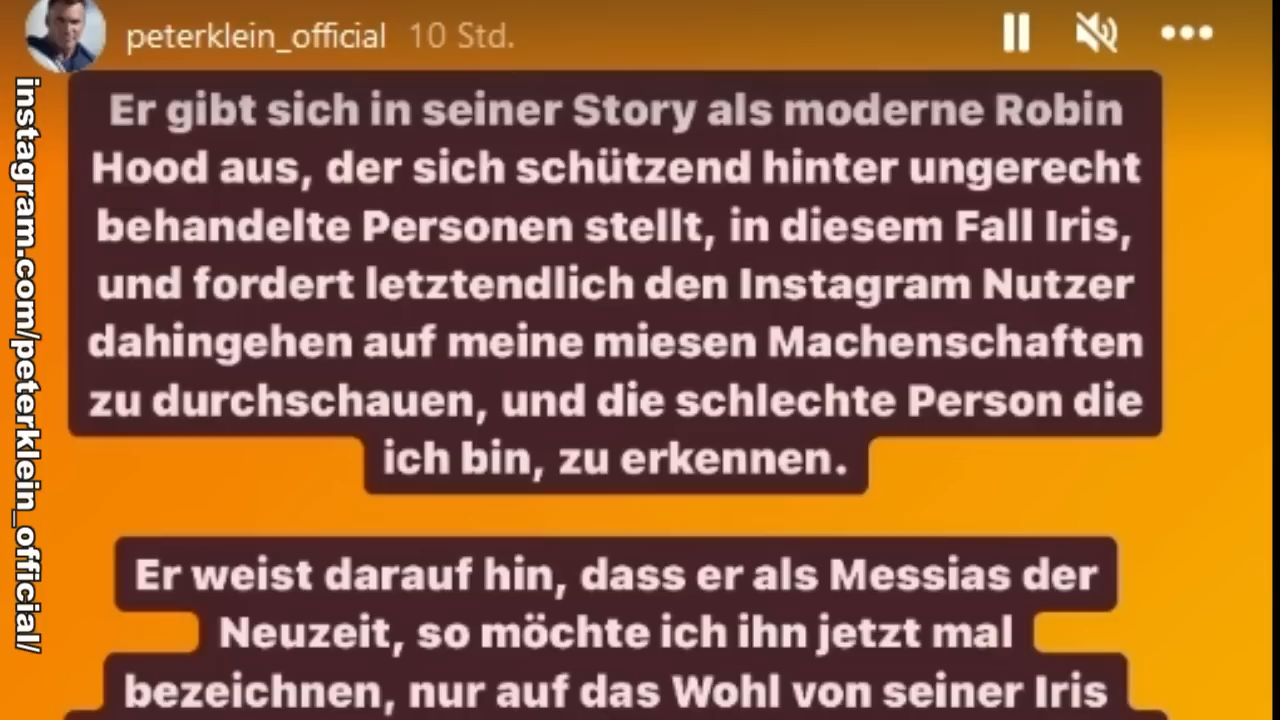 peterklein_official 10 Std.
Er gibt sich in seiner Story als moderne Robin
Hood aus, der sich schützend hinter ungerecht
behandelte Personen stellt, in diesem Fall Iris,
und fordert letztendlich den Instagram Nutzer
dahingehen auf meine miesen Machenschaften
zu durchschauen, und die schlechte Person die
ich bin, zu erkennen.
Er weist darauf hin, dass er als Messias der
Neuzeit, so möchte ich ihn jetzt mal
bezeichnen, nur auf das Wohl von seiner Iris
instagram.com/peterklein_official/